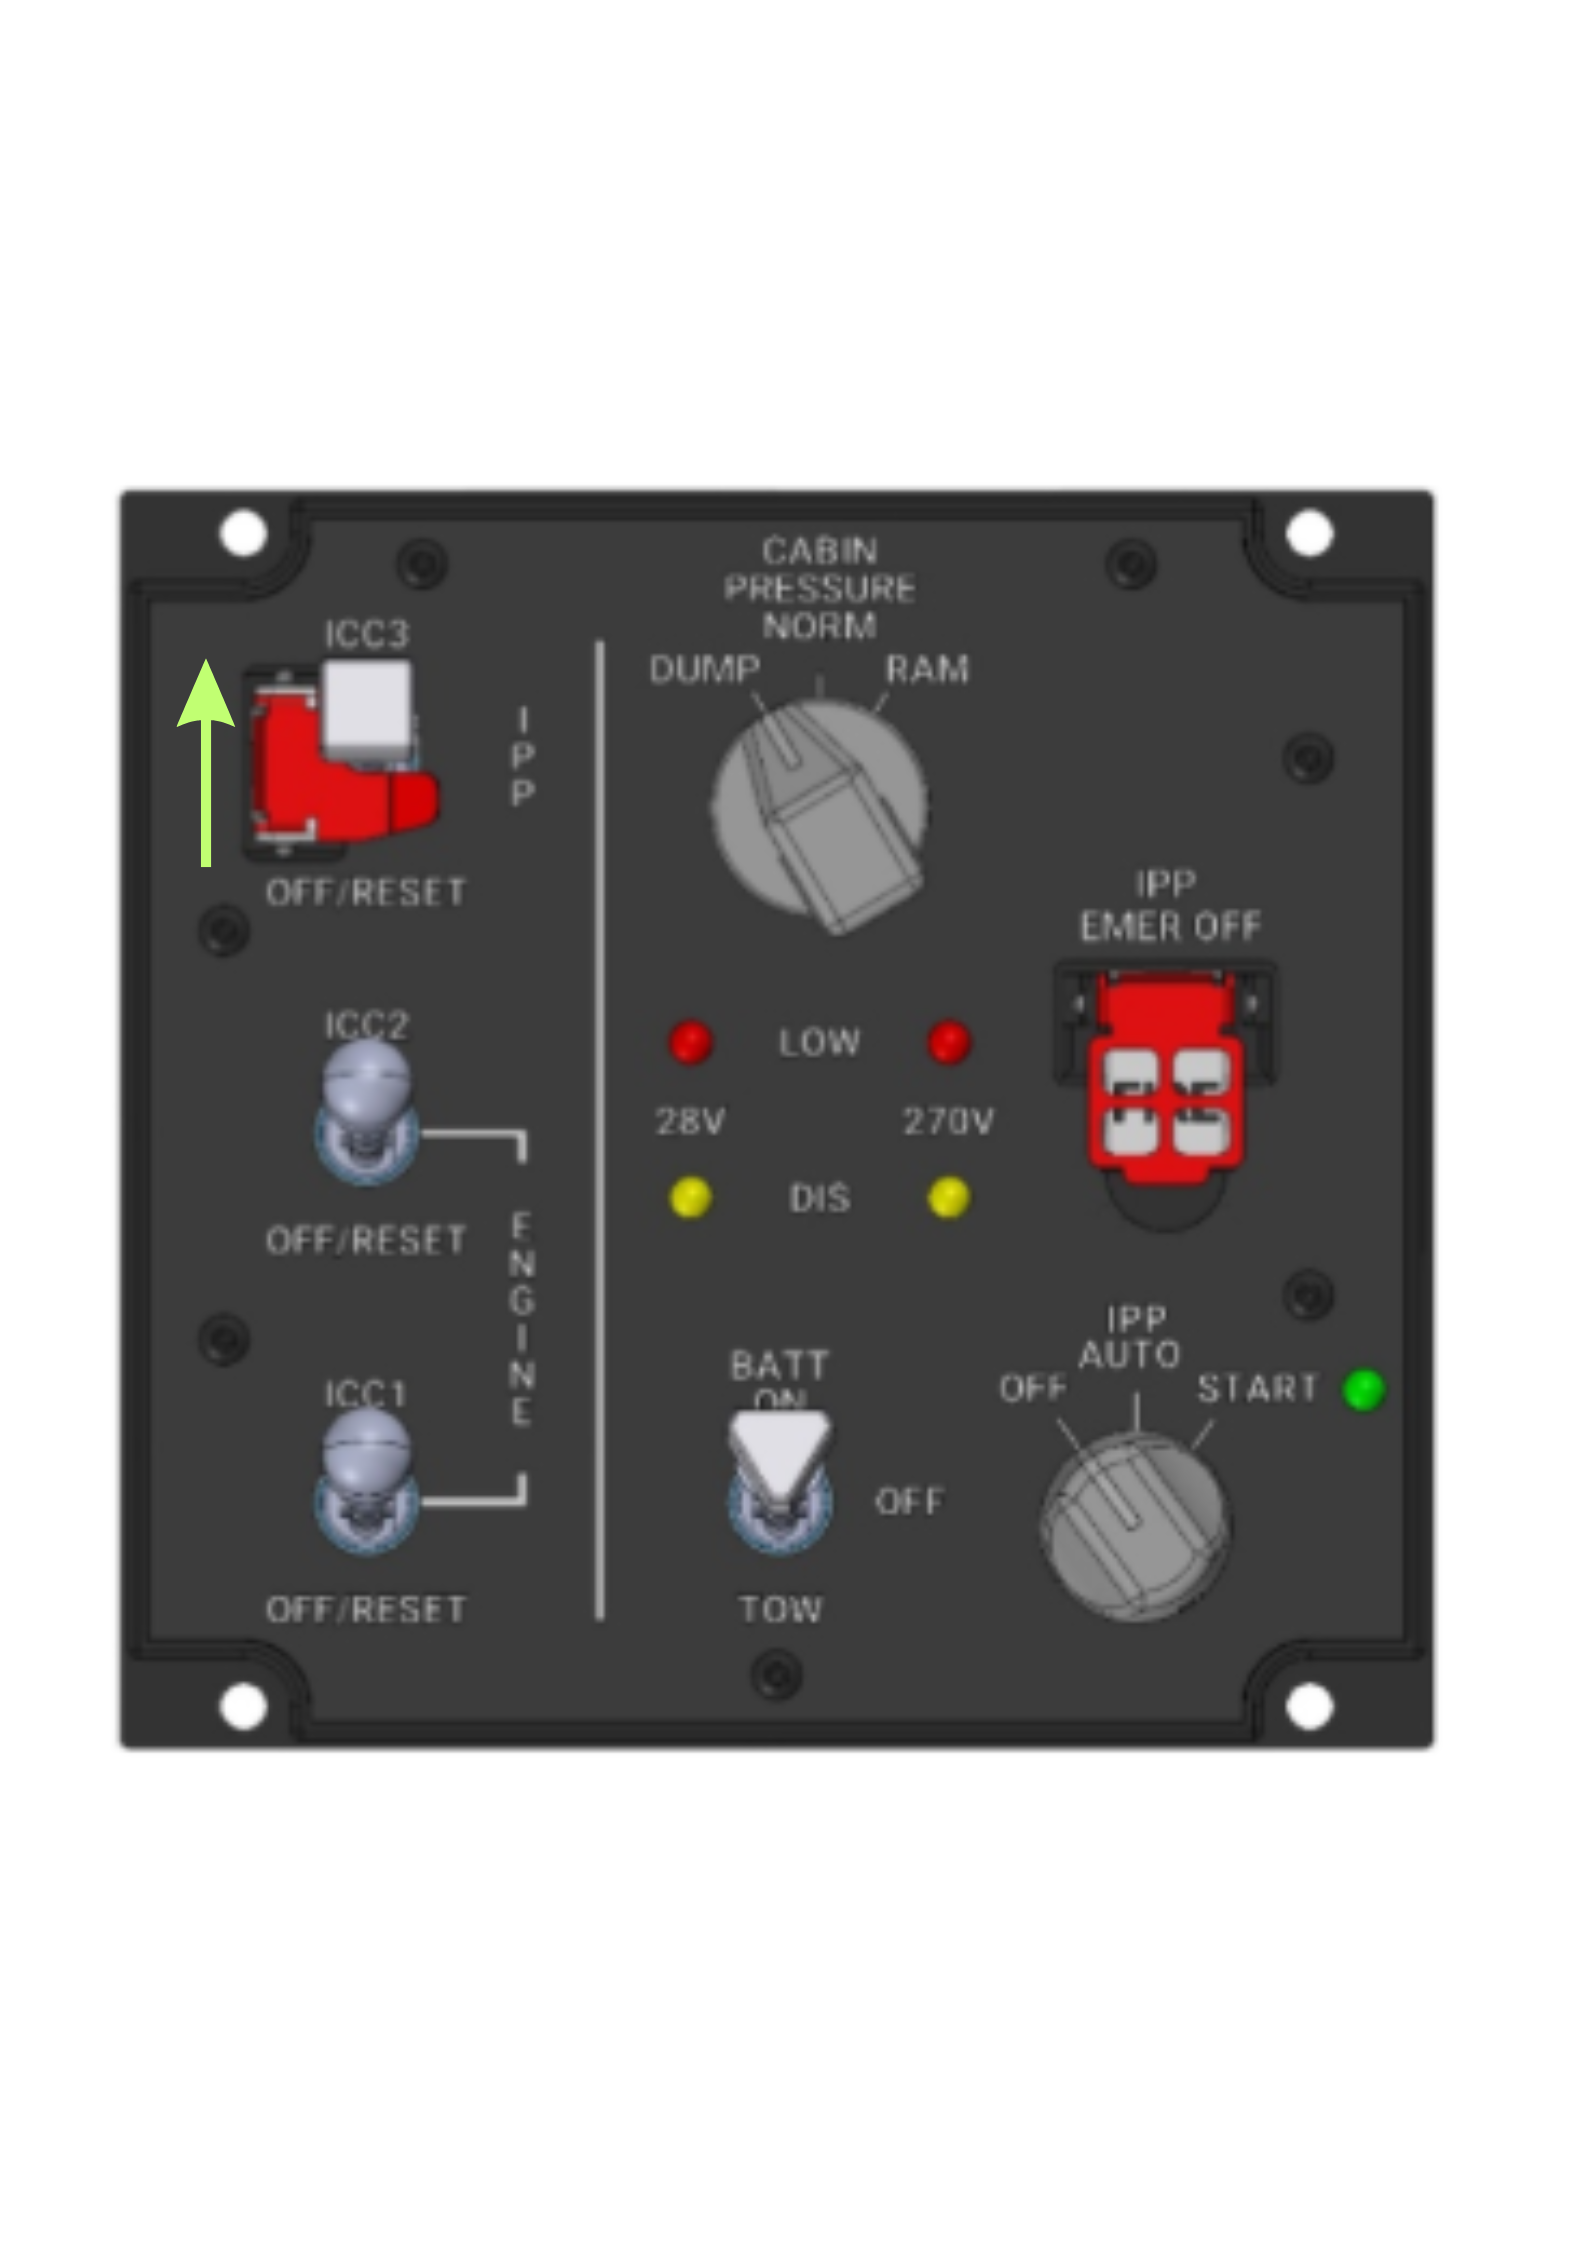 CABIN
PRESSURE
NORM
DUMP
RAM
ICC3
IPP
OFF/RESET
IPP
EMER OFF
ICC2
LOW
28V
270V
DIS
OFF/RESET
ENGINE
IPP
AUTO
OFF
START
BATT
ON
ICC1
OFF
OFF/RESET
TOW